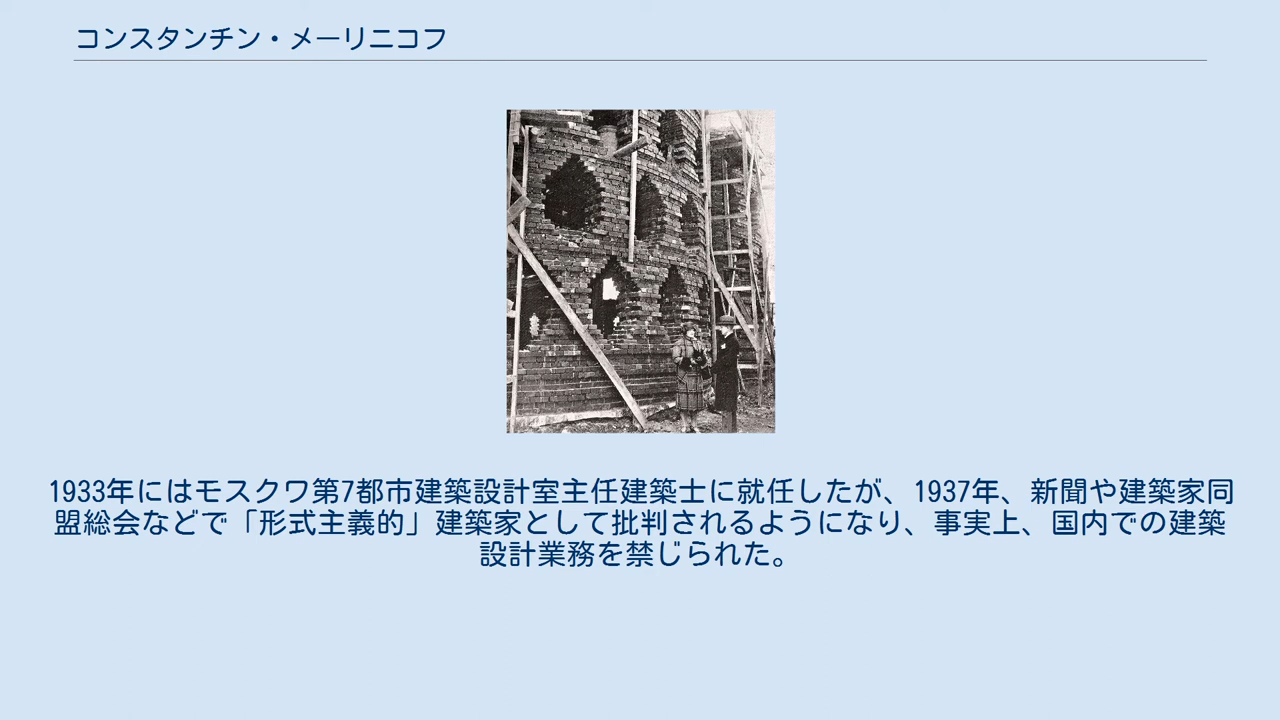 コンスタンチン・メーリニコフ
1933年にはモスクワ第7都市建築設計室主任建築士に就任したが、1937年、新聞や建築家同
盟総会などで「形式主義的」建築家として批判されるようになり、事実上、国内での建築
設計業務を禁じられた。